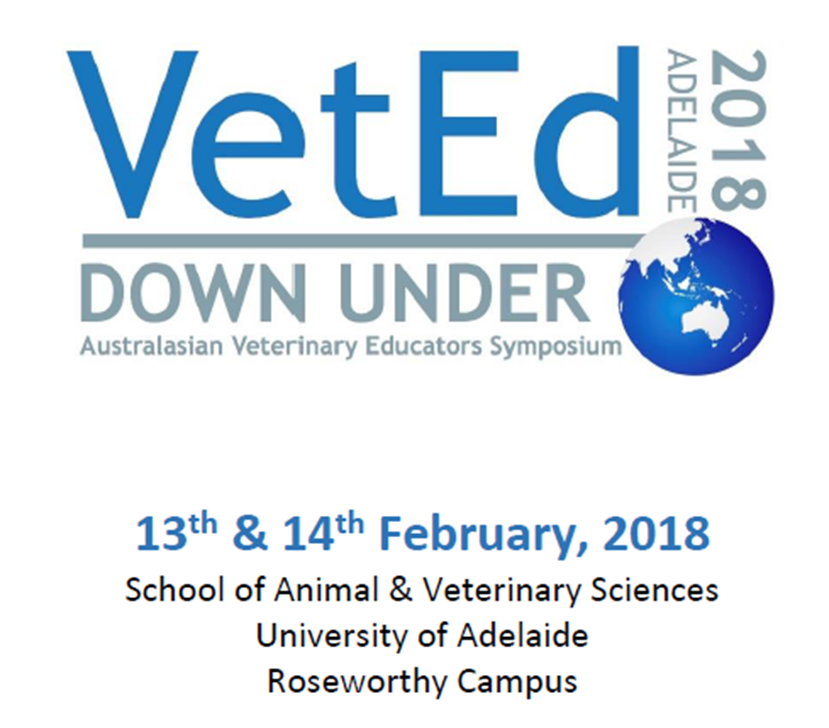 VetEd
ADELAIDE
2018
DOWN UNDER
Australasian Veterinary Educators Symposium
13th & 14th February, 2018
School of Animal & Veterinary Sciences
University of Adelaide
Roseworthy Campus